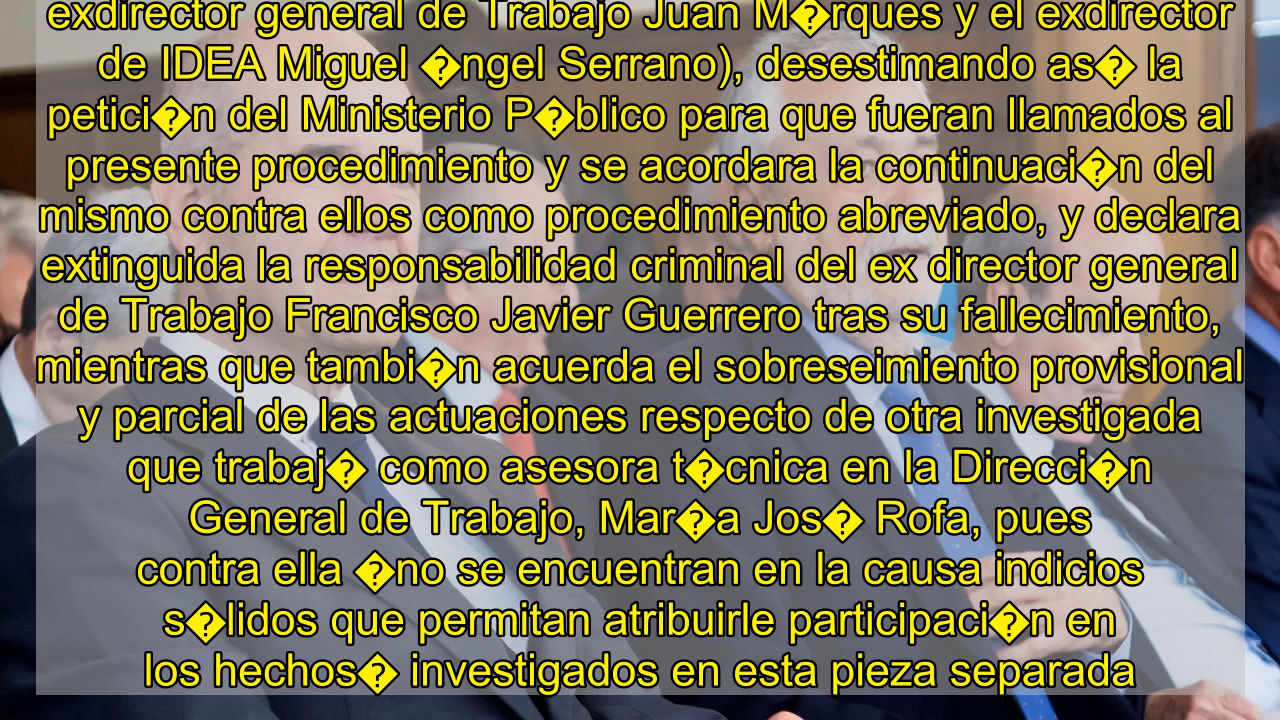 exdirector general de Trabajo Juan M�rques y el exdirector
de IDEA Miguel �ngel Serrano), desestimando as� la
petici�n del Ministerio P�blico para que fueran llamados al
presente procedimiento y se acordara la continuaci�n del
mismo contra ellos como procedimiento abreviado, y declara
extinguida la responsabilidad criminal del ex director general
de Trabajo Francisco Javier Guerrero tras su fallecimiento,
mientras que tambi�n acuerda el sobreseimiento provisional
y parcial de las actuaciones respecto de otra investigada
que trabaj� como asesora t�cnica en la Direcci�n
General de Trabajo, Mar�a Jos� Rofa, pues
contra ella �no se encuentran en la causa indicios
s�lidos que permitan atribuirle participaci�n en
los hechos� investigados en esta pieza separada